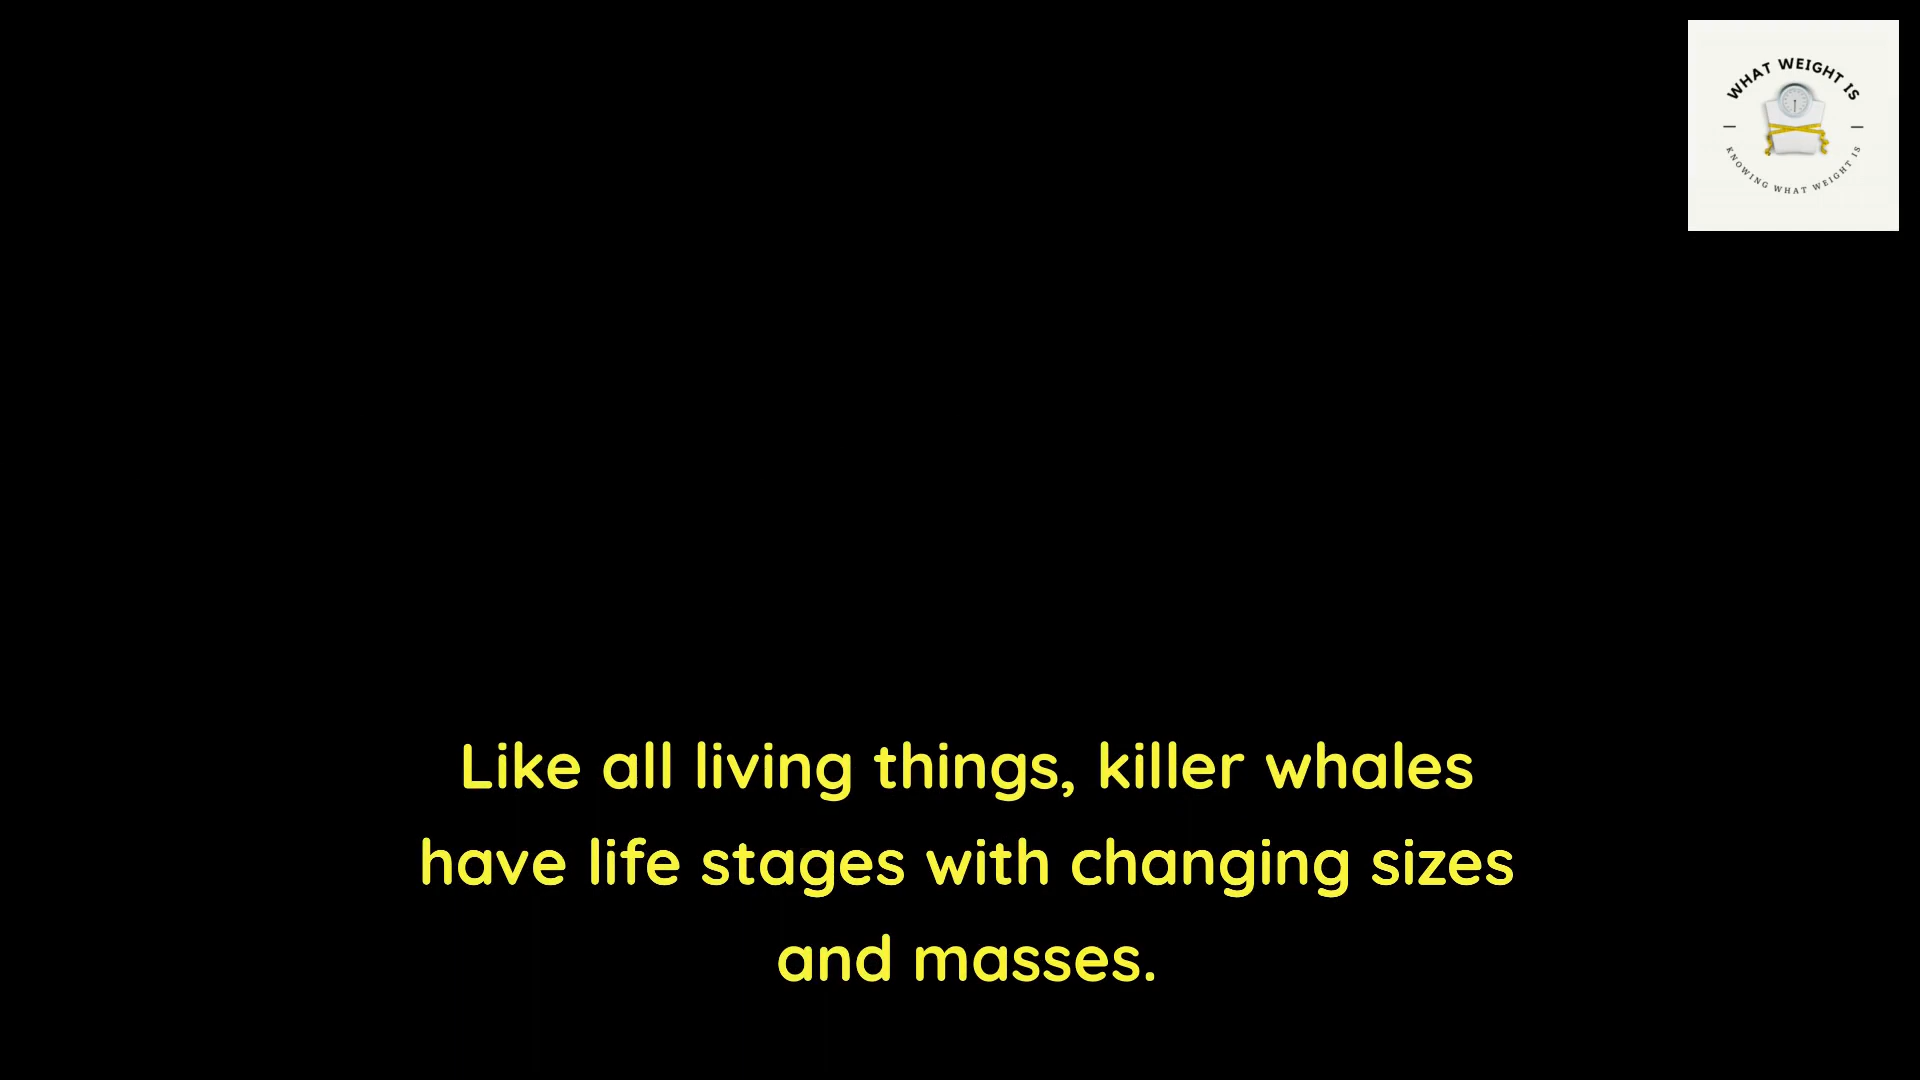 WHAT WEIGHT IS
KNOWING WHAT WEIGHT IS
Like all living things, killer whales
have life stages with changing sizes
and masses.